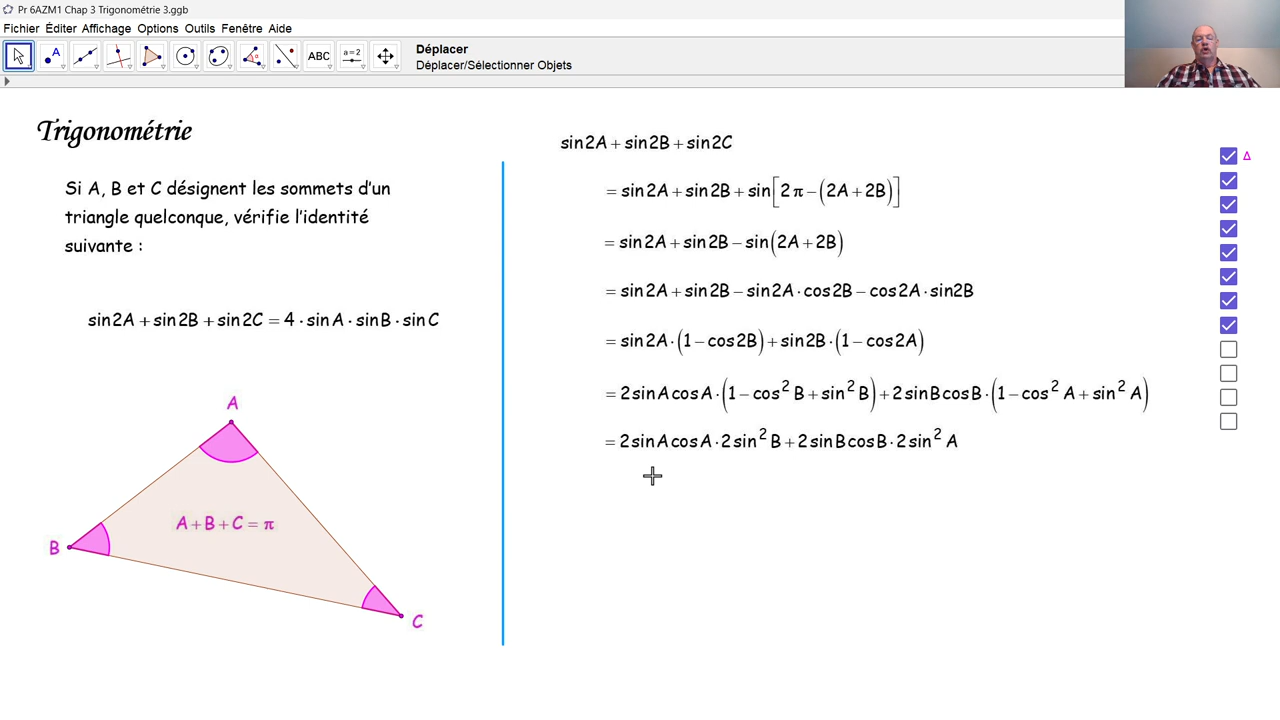 Pr 6AZM1 Chap 3 Trigonométrie 3.ggb
Fichier Éditer Affichage Options Outils Fenêtre Aide
A ABC a=2
Déplacer
Déplacer/Sélectionner Objets
Trigonométrie
Si A, B et C désignent les sommets d'un
triangle quelconque, vérifie l'identité
suivante :
sin2A + sin2B + sin2C = 4 · sinA · sinB · sinC
A
A + B + C = π
B
C
sin2A + sin2B + sin2C
= sin2A + sin2B + sin[2π − (2A + 2B)]
= sin2A + sin2B − sin(2A + 2B)
= sin2A + sin2B − sin2A · cos2B − cos2A · sin2B
= sin2A · (1 − cos2B) + sin2B · (1 − cos2A)
= 2sinAcosA · (1 − cos² B + sin² B) + 2sinBcosB · (1 − cos² A + sin² A)
= 2sinAcosA · 2sin² B + 2sinBcosB · 2sin² A
Δ